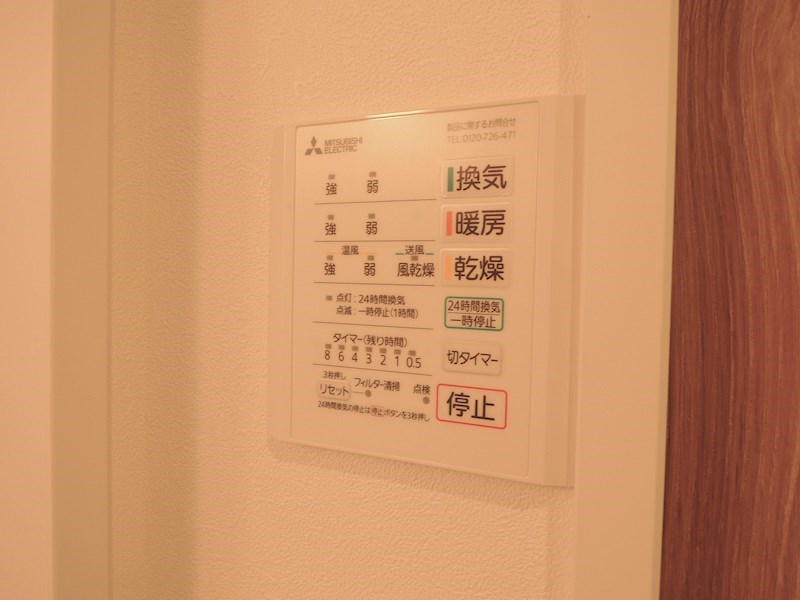 MITSUBISHI
ELECTRIC
製品に関するお問合せ
TEL:0120-726-471
強 弱 換気
強 弱 暖房
温風 送風
強 弱 風乾燥 乾燥
点灯:24時間換気
点滅:一時停止(1時間)
24時間換気
一時停止
タイマー(残り時間)
8 6 4 3 2 1 0.5
切タイマー
3秒押し
リセット フィルター清掃 点検
停止
24時間換気の停止は停止ボタンを3秒押し